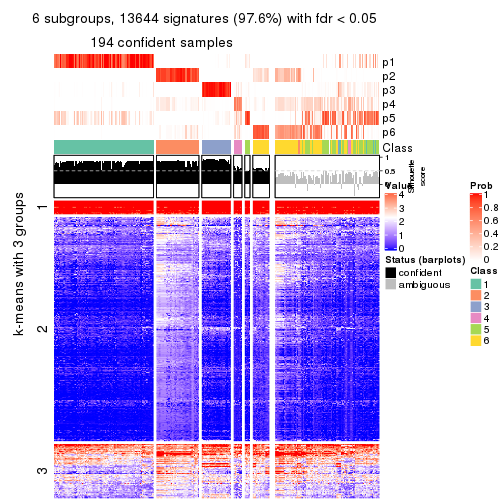 6 subgroups, 13644 signatures (97.6%) with fdr < 0.05
194 confident samples
p1
p2
p3
p4
p5
p6
Class
1
0.5
0
Silhouette
score
k-means with 3 groups
1
2
3
Value
4
3
2
1
0
Status (barplots)
confident
ambiguous
Prob
1
0.8
0.6
0.4
0.2
0
Class
1
2
3
4
5
6